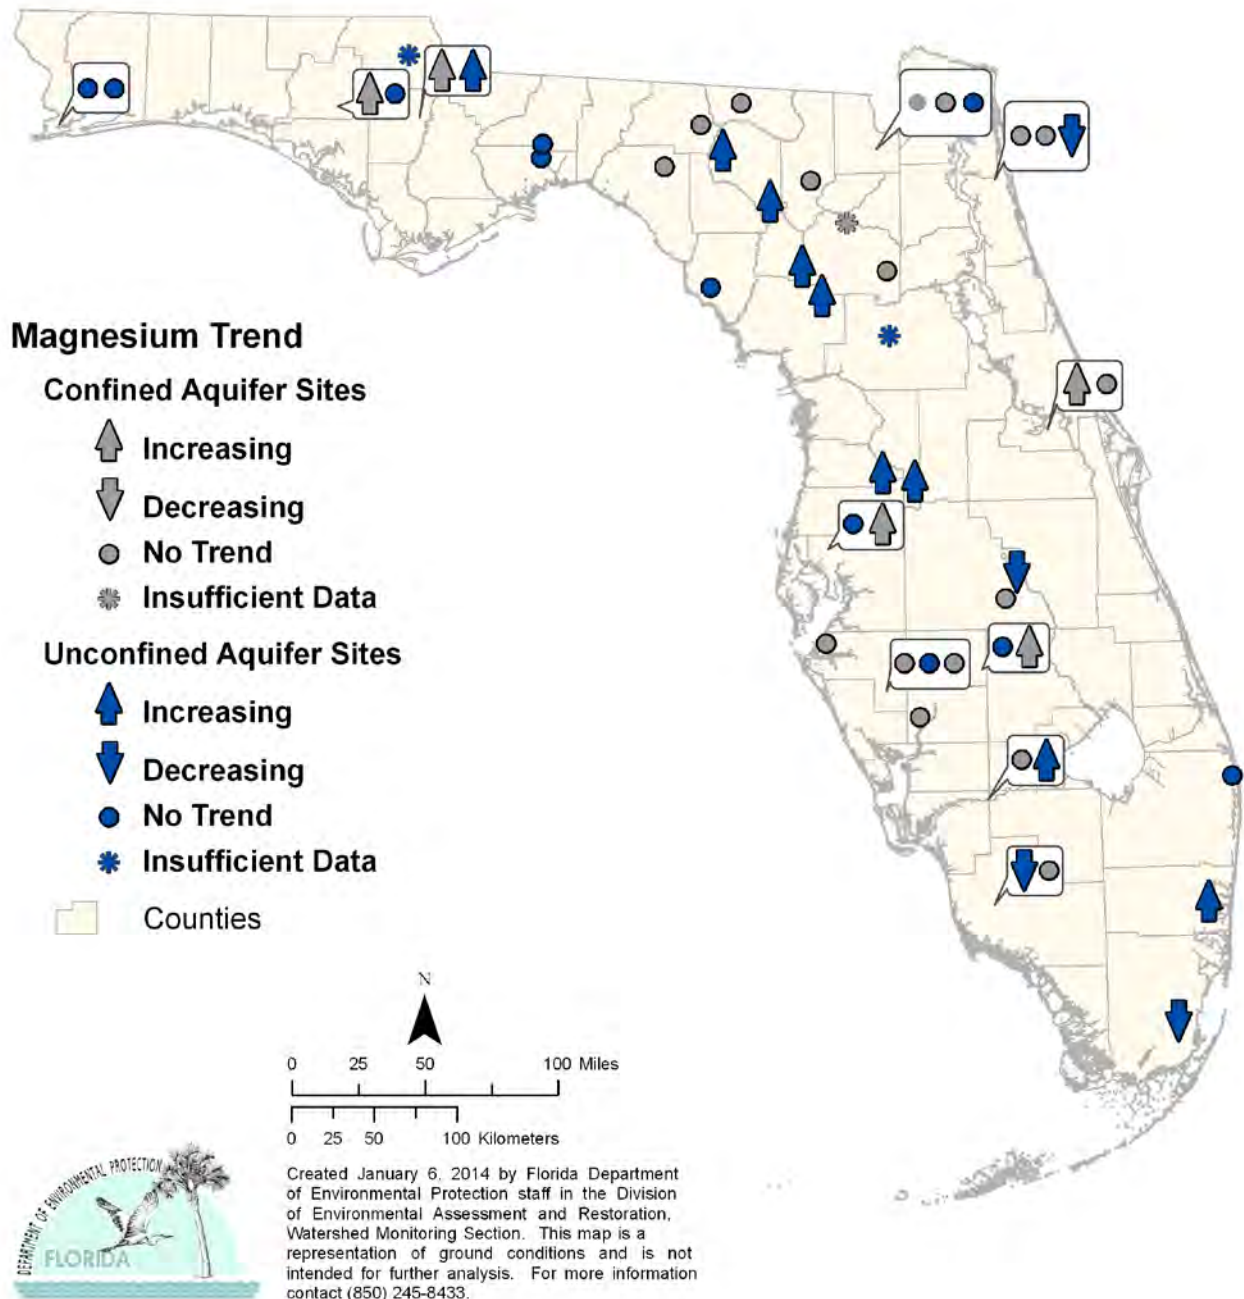 Magnesium Trend
Confined Aquifer Sites
Increasing
Decreasing
No Trend
Insufficient Data
Unconfined Aquifer Sites
Increasing
Decreasing
No Trend
Insufficient Data
Counties
N
0 25 50 100 Miles
0 25 50 100 Kilometers
Created January 6, 2014 by Florida Department
of Environmental Protection staff in the Division
of Environmental Assessment and Restoration,
Watershed Monitoring Section. This map is a
representation of ground conditions and is not
intended for further analysis. For more information
contact (850) 245-8433.
DEPARTMENT OF ENVIRONMENTAL PROTECTION
FLORIDA